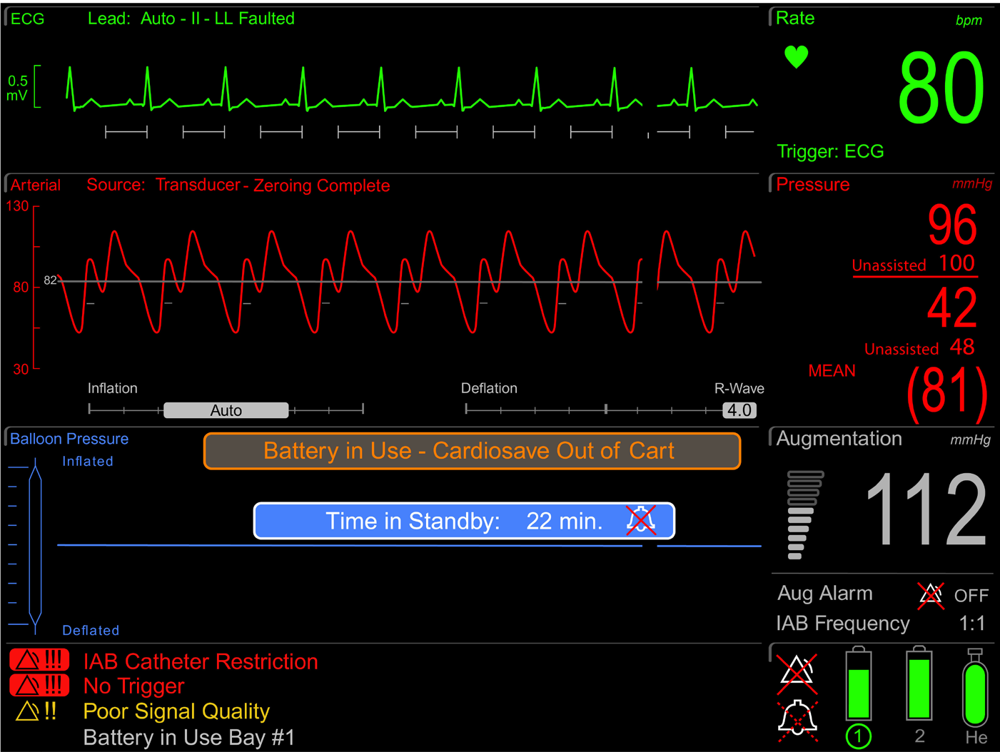 ECG Lead: Auto - II - LL Faulted
0.5
mV
Rate bpm
80
Trigger: ECG
Arterial Source: Transducer - Zeroing Complete
130
82
80
30
Pressure mmHg
96
Unassisted 100
42
Unassisted 48
MEAN (81)
Inflation Deflation R-Wave
Auto 4.0
Balloon Pressure
Inflated
Deflated
Battery in Use - Cardiosave Out of Cart
Time in Standby: 22 min.
Augmentation mmHg
112
Aug Alarm OFF
IAB Frequency 1:1
!!! IAB Catheter Restriction
!!! No Trigger
!! Poor Signal Quality
Battery in Use Bay #1
1 2 He